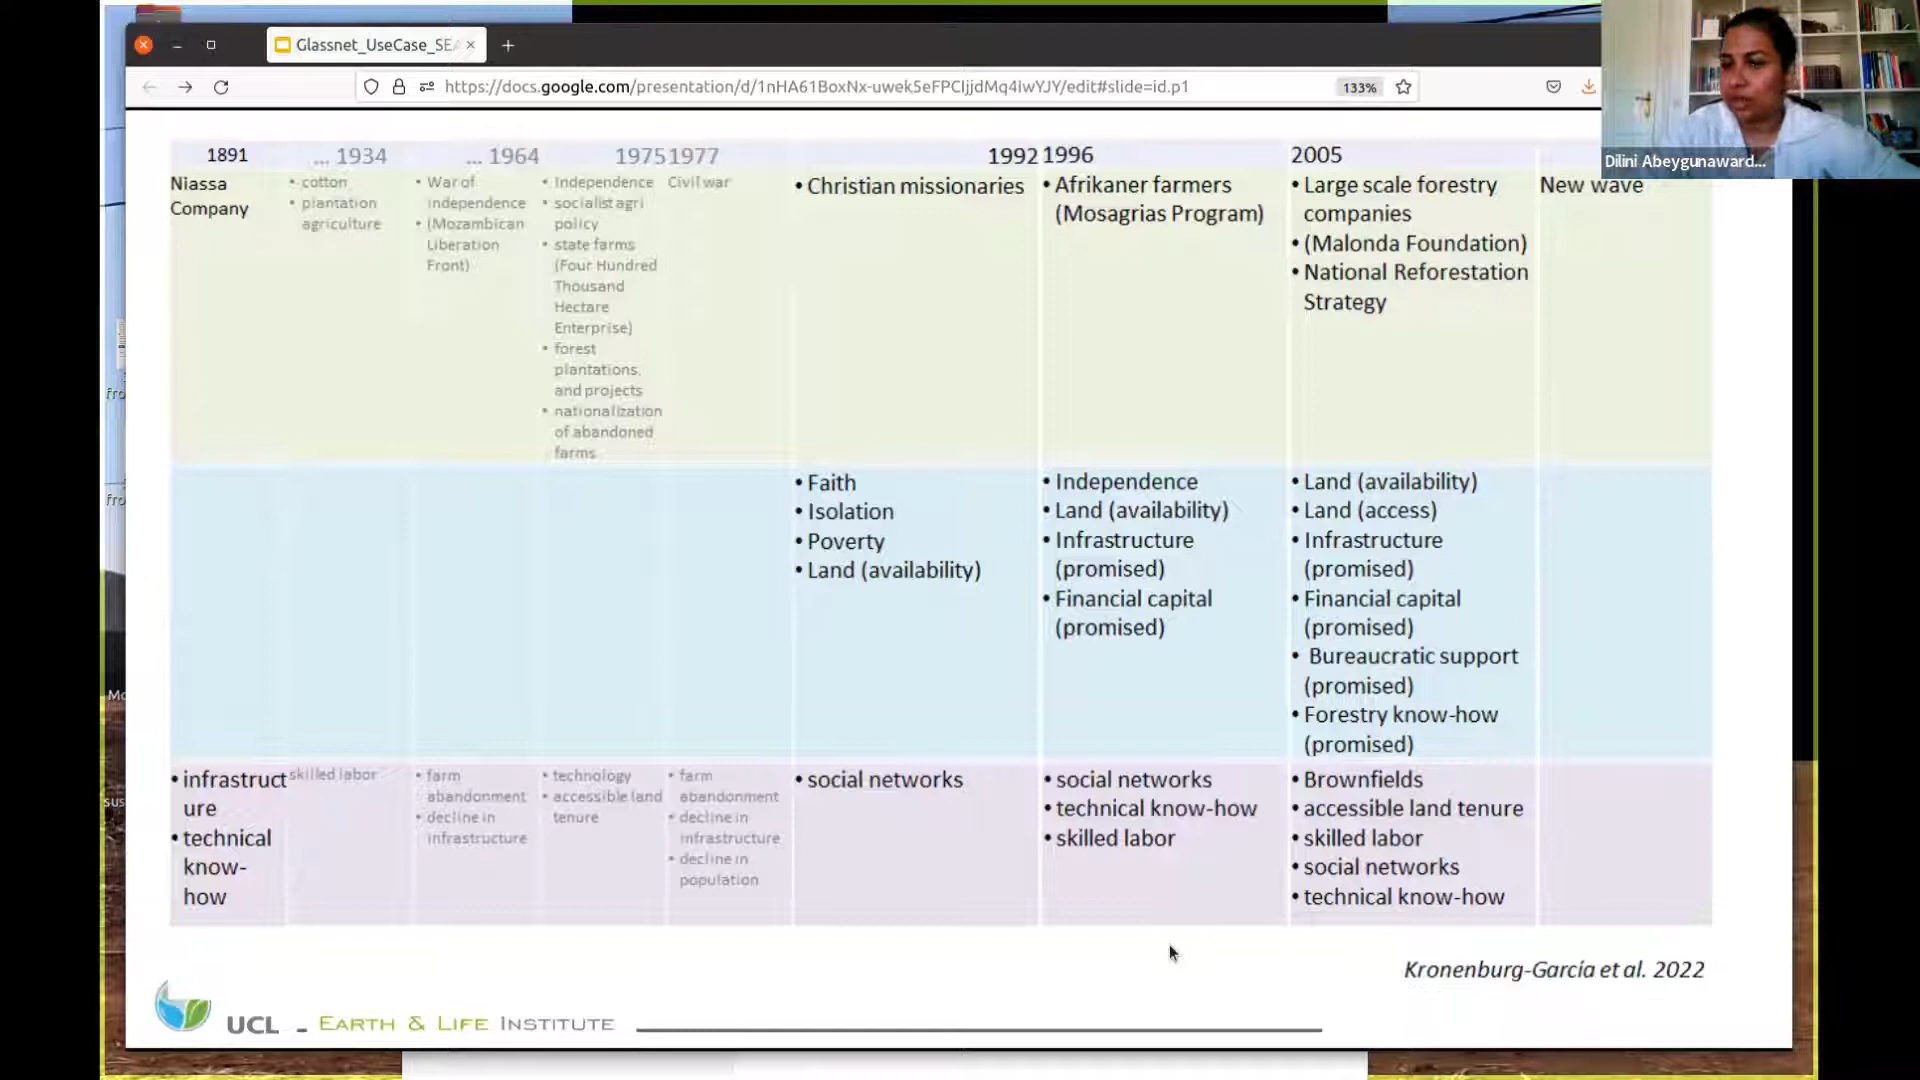 Glassnet_UseCase_SEA
https://docs.google.com/presentation/d/1nHA61BoxNx-uwek5eFPCIjjdMq4IwYJY/edit#slide=id.p1
133%
Dilini Abeygunaward...
1891
... 1934
... 1964
1975
1977
1992
1996
2005
Niassa
Company
• cotton
• plantation
agriculture
• War of
independence
• (Mozambican
Liberation
Front)
• Independence
• socialist agri
policy
• state farms
(Four Hundred
Thousand
Hectare
Enterprise)
• forest
plantations,
and projects
• nationalization
of abandoned
farms
Civil war
• Christian missionaries
• Afrikaner farmers
(Mosagrias Program)
• Large scale forestry
companies
• (Malonda Foundation)
• National Reforestation
Strategy
New wave
• Faith
• Isolation
• Poverty
• Land (availability)
• Independence
• Land (availability)
• Infrastructure
(promised)
• Financial capital
(promised)
• Land (availability)
• Land (access)
• Infrastructure
(promised)
• Financial capital
(promised)
• Bureaucratic support
(promised)
• Forestry know-how
(promised)
• infrastruct
ure
• technical
know-
how
skilled labor
• farm
abandonment
• decline in
infrastructure
• technology
• accessible land
tenure
• farm
abandonment
• decline in
infrastructure
• decline in
population
• social networks
• social networks
• technical know-how
• skilled labor
• Brownfields
• accessible land tenure
• skilled labor
• social networks
• technical know-how
Kronenburg-García et al. 2022
UCL – EARTH & LIFE INSTITUTE
fro
fro
Mo
sus